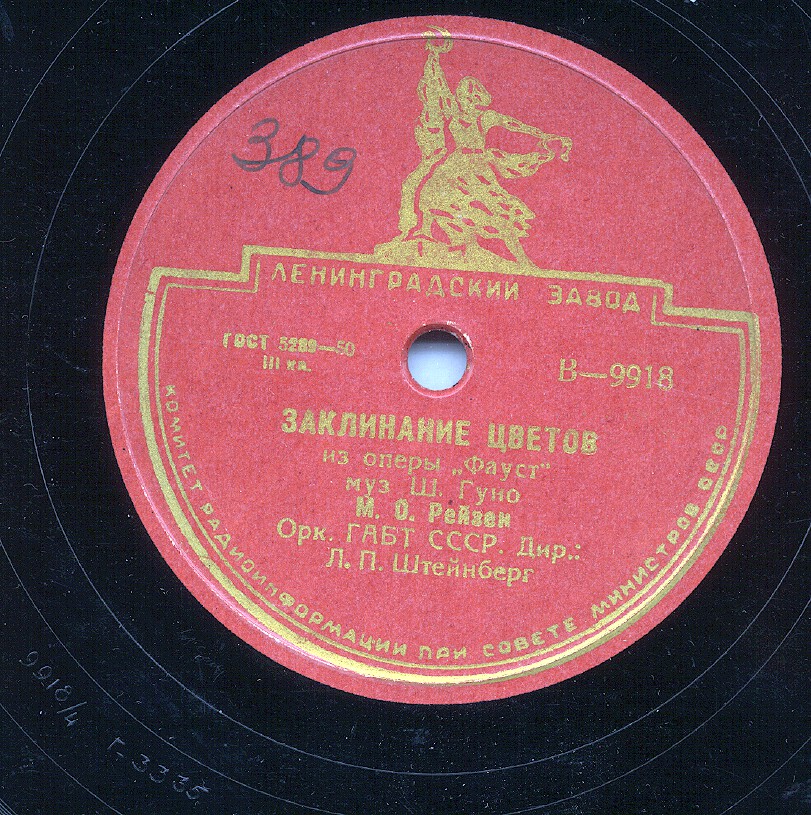 389
ЛЕНИНГРАДСКИЙ ЗАВОД
ГОСТ 5289—50
III кл.
В—9918
ЗАКЛИНАНИЕ ЦВЕТОВ
из оперы „Фауст"
муз Ш. Гуно
М. О. Рейзен
Орк. ГАБТ СССР. Дир.:
Л. П. Штейнберг
КОМИТЕТ РАДИОИНФОРМАЦИИ ПРИ СОВЕТЕ МИНИСТРОВ СССР
9918/4 Г-3335